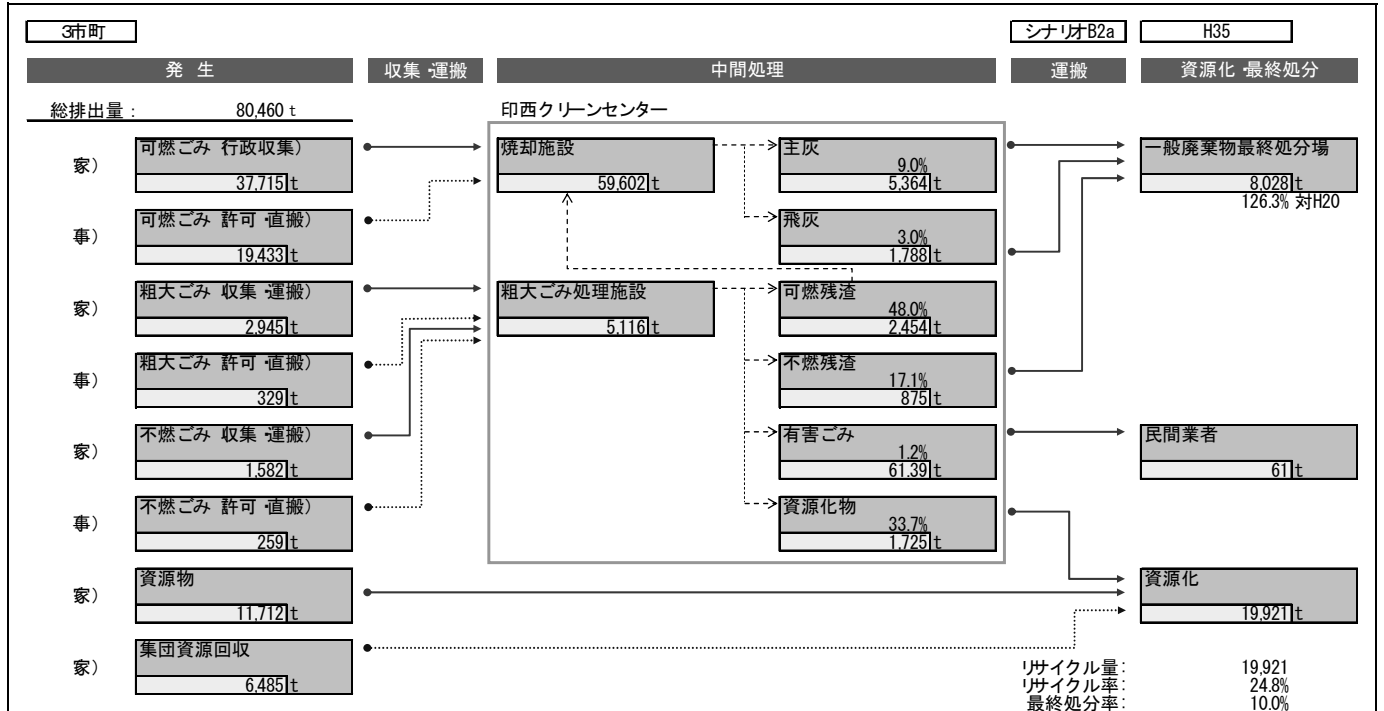 3市町
シナリオB2a
H35
発 生
収集・運搬
中間処理
運搬
資源化・最終処分
総排出量：
80,460 t
印西クリーンセンター
家）
可燃ごみ 行政収集）
37,715 t
焼却施設
59,602 t
主灰
9.0%
5,364 t
一般廃棄物最終処分場
8,028 t
126.3% 対H20
事）
可燃ごみ 許可・直搬）
19,433 t
飛灰
3.0%
1,788 t
家）
粗大ごみ 収集・運搬）
2,945 t
粗大ごみ処理施設
5,116 t
可燃残渣
48.0%
2,454 t
事）
粗大ごみ 許可・直搬）
329 t
不燃残渣
17.1%
875 t
家）
不燃ごみ 収集・運搬）
1,582 t
有害ごみ
1.2%
61.39 t
民間業者
61 t
事）
不燃ごみ 許可・直搬）
259 t
資源化物
33.7%
1,725 t
家）
資源物
11,712 t
資源化
19,921 t
家）
集団資源回収
6,485 t
リサイクル量：
19,921
リサイクル率：
24.8%
最終処分率：
10.0%